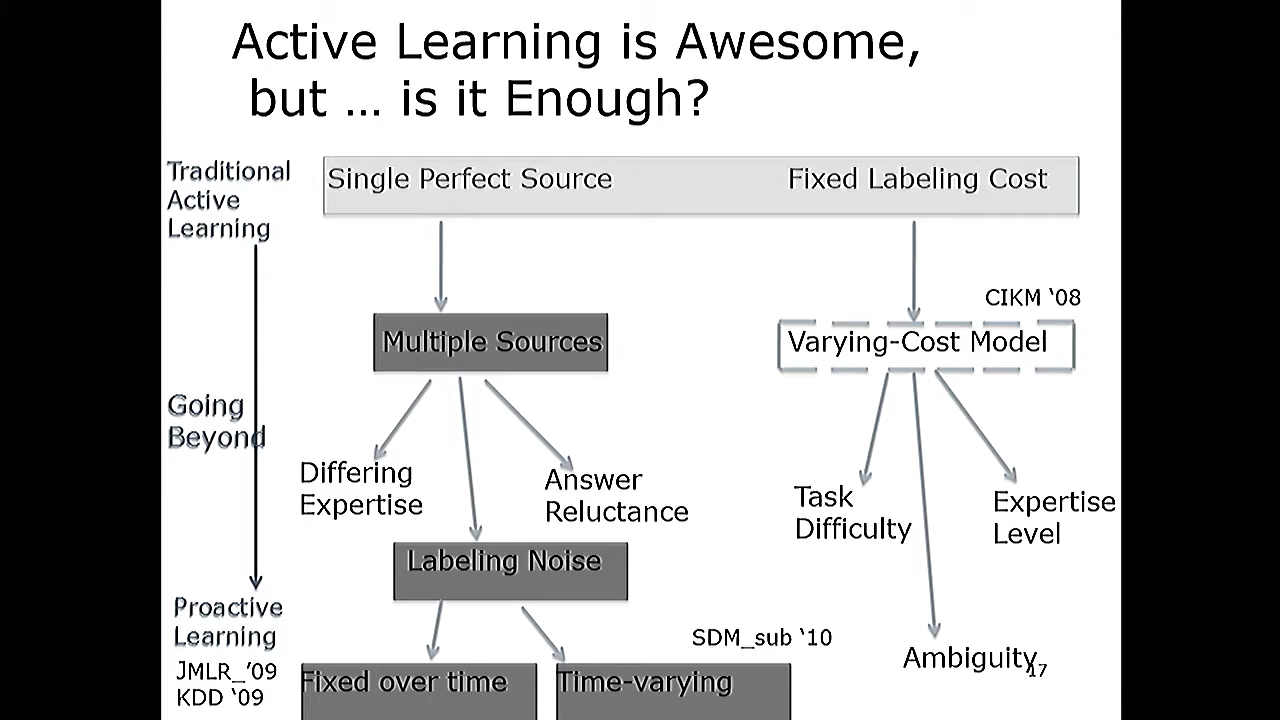 Active Learning is Awesome,
but … is it Enough?
Traditional
Active
Learning
Single Perfect Source
Fixed Labeling Cost
CIKM ‘08
Multiple Sources
Varying-Cost Model
Going
Beyond
Differing
Expertise
Answer
Reluctance
Task
Difficulty
Expertise
Level
Labeling Noise
Proactive
Learning
SDM_sub ‘10
Ambiguity
17
JMLR_’09
KDD ‘09
Fixed over time
Time-varying